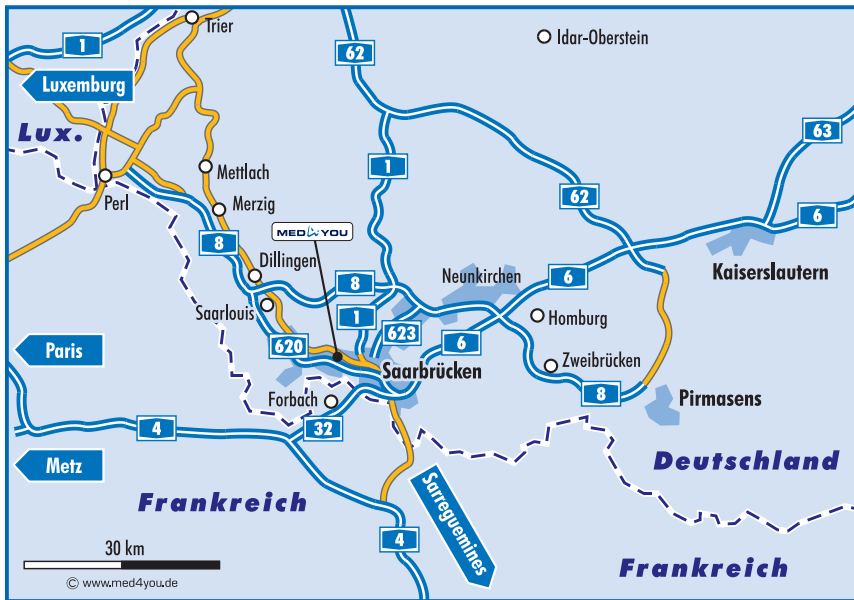 Trier
1
62
Idar-Oberstein
Luxemburg
63
Lux.
1
Mettlach
62
Perl
Merzig
6
MED4YOU
8
Dillingen
Neunkirchen
Kaiserslautern
8
6
Saarlouis
1
623
Homburg
620
6
Paris
Saarbrücken
Zweibrücken
8
Pirmasens
Forbach
4
32
Metz
Deutschland
Frankreich
Sarreguemines
4
30 km
Frankreich
© www.med4you.de